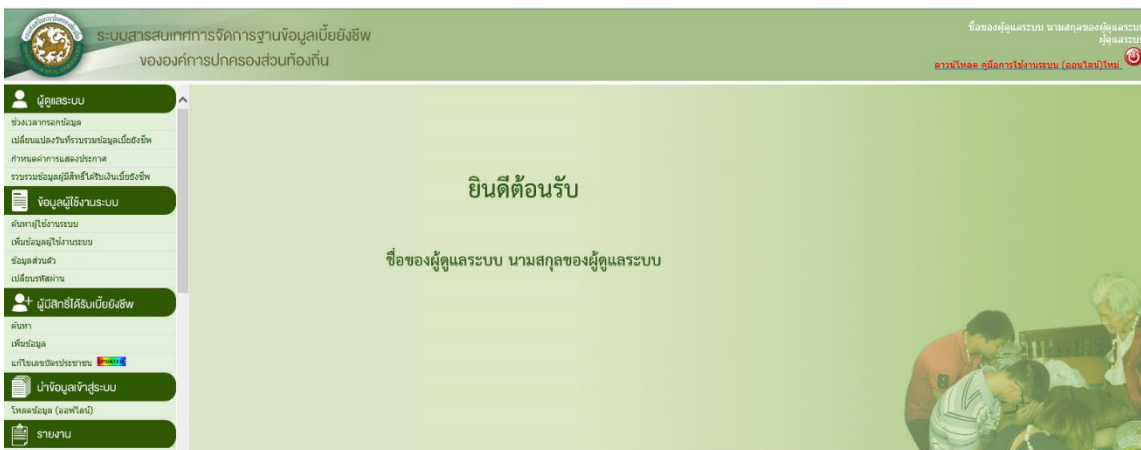 ระบบสารสนเทศการจัดการฐานข้อมูลเบี้ยยังชีพ
ขององค์การปกครองส่วนท้องถิ่น
ชื่อของผู้ดูแลระบบ นามสกุลของผู้ดูแลระบบ
ผู้ดูแลระบบ
ดาวน์โหลด คู่มือการใช้งานระบบ (ออนไลน์)ใหม่
ผู้ดูแลระบบ
ช่วงเวลากรอกข้อมูล
เปลี่ยนแปลงวันที่รวบรวมข้อมูลเบี้ยยังชีพ
กำหนดค่าการแสดงประกาศ
รวบรวมข้อมูลผู้มีสิทธิ์ได้รับเงินเบี้ยยังชีพ
ข้อมูลผู้ใช้งานระบบ
ค้นหาผู้ใช้งานระบบ
เพิ่มข้อมูลผู้ใช้งานระบบ
ข้อมูลส่วนตัว
เปลี่ยนรหัสผ่าน
ผู้มีสิทธิ์ได้รับเบี้ยยังชีพ
ค้นหา
เพิ่มข้อมูล
แก้ไขเลขบัตรประชาชน UPDATED
นำข้อมูลเข้าสู่ระบบ
โหลดข้อมูล (ออฟไลน์)
รายงาน
ยินดีต้อนรับ
ชื่อของผู้ดูแลระบบ นามสกุลของผู้ดูแลระบบ